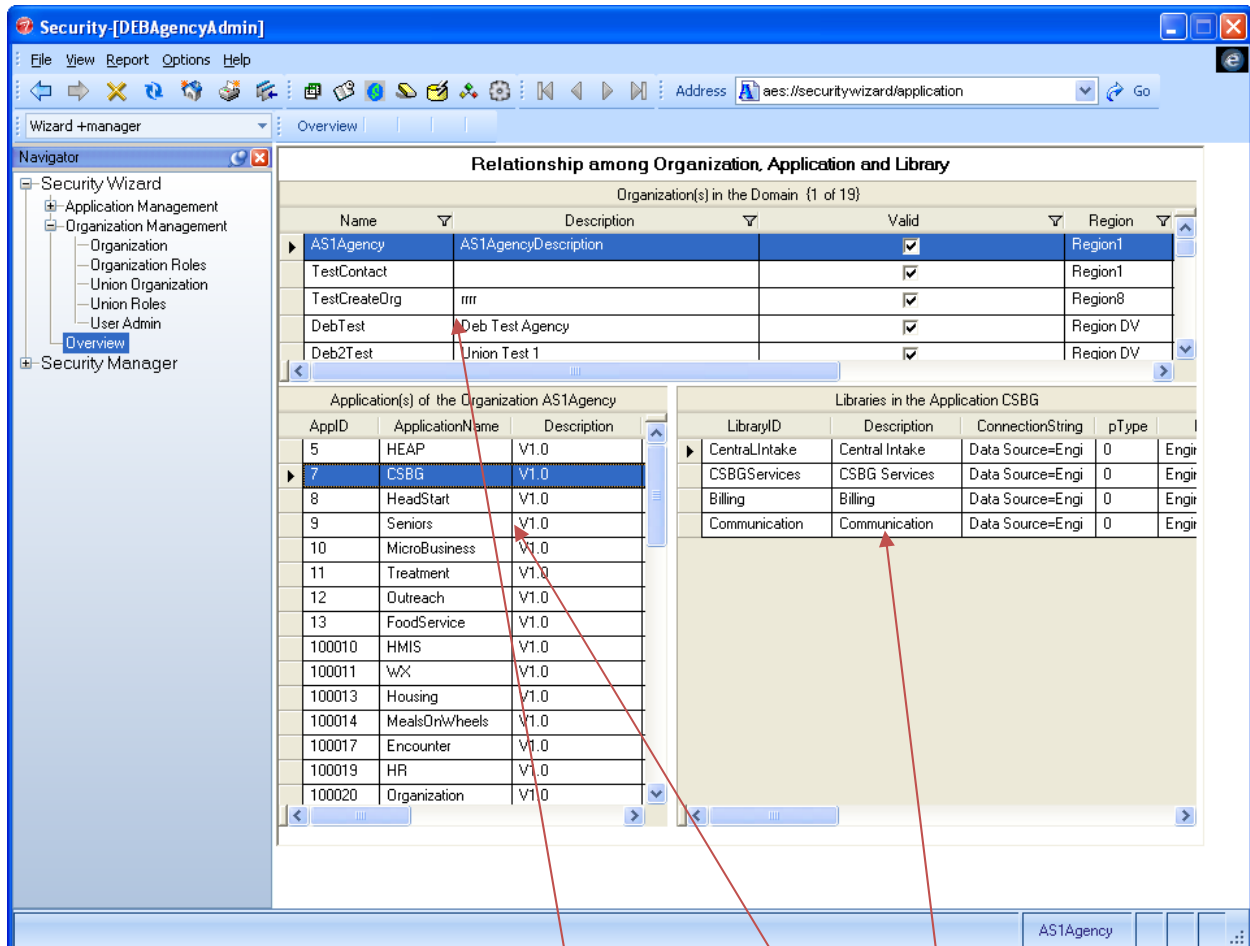 Security-[DEBAgencyAdmin]
File View Report Options Help
Address aes://securitywizard/application Go
Wizard +manager Overview
Navigator
Security Wizard
Application Management
Organization Management
Organization
Organization Roles
Union Organization
Union Roles
User Admin
Overview
Security Manager
Relationship among Organization, Application and Library
Organization(s) in the Domain {1 of 19}
Name Description Valid Region
AS1Agency AS1AgencyDescription Region1
TestContact Region1
TestCreateOrg rrrr Region8
DebTest Deb Test Agency Region DV
Deb2Test Union Test 1 Region DV
Application(s) of the Organization AS1Agency
AppID ApplicationName Description
5 HEAP V1.0
7 CSBG V1.0
8 HeadStart V1.0
9 Seniors V1.0
10 MicroBusiness V1.0
11 Treatment V1.0
12 Outreach V1.0
13 FoodService V1.0
100010 HMIS V1.0
100011 WX V1.0
100013 Housing V1.0
100014 MealsOnWheels V1.0
100017 Encounter V1.0
100019 HR V1.0
100020 Organization V1.0
Libraries in the Application CSBG
LibraryID Description ConnectionString pType
CentralIntake Central Intake Data Source=Engi 0 Engin
CSBGServices CSBG Services Data Source=Engi 0 Engin
Billing Billing Data Source=Engi 0 Engin
Communication Communication Data Source=Engi 0 Engin
AS1Agency